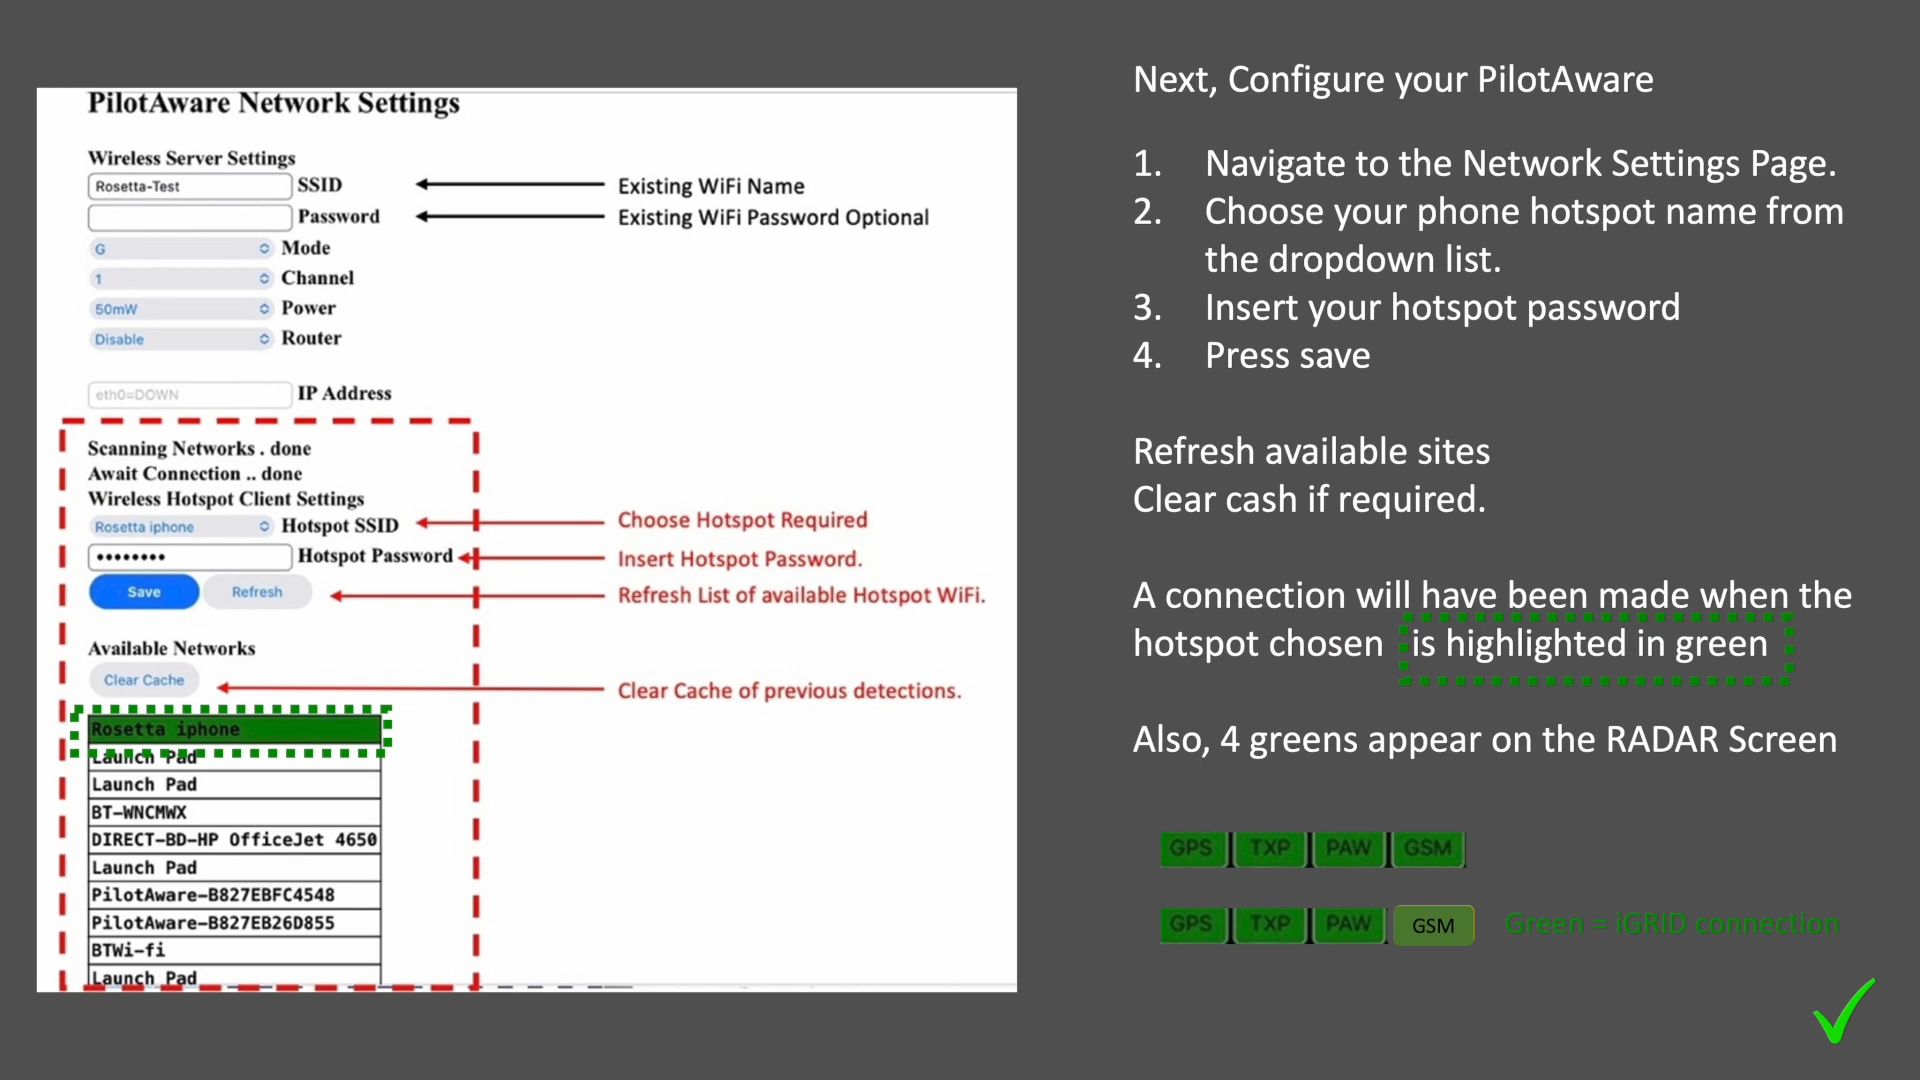 PilotAware Network Settings
Wireless Server Settings
Rosetta-Test SSID
Existing WiFi Name
Password
Existing WiFi Password Optional
G Mode
1 Channel
50mW Power
Disable Router
eth0=DOWN IP Address
Scanning Networks . done
Await Connection .. done
Wireless Hotspot Client Settings
Rosetta iphone Hotspot SSID
Choose Hotspot Required
•••••••• Hotspot Password
Insert Hotspot Password.
Save Refresh
Refresh List of available Hotspot WiFi.
Available Networks
Clear Cache
Clear Cache of previous detections.
Rosetta iphone
Launch Pad
Launch Pad
BT-WNCMWX
DIRECT-BD-HP OfficeJet 4650
Launch Pad
PilotAware-B827EBFC4548
PilotAware-B827EB26D855
BTWi-fi
Launch Pad
Next, Configure your PilotAware
1. Navigate to the Network Settings Page.
2. Choose your phone hotspot name from
the dropdown list.
3. Insert your hotspot password
4. Press save
Refresh available sites
Clear cash if required.
A connection will have been made when the
hotspot chosen is highlighted in green
Also, 4 greens appear on the RADAR Screen
GPS TXP PAW GSM
GPS TXP PAW GSM Green = iGRID connection